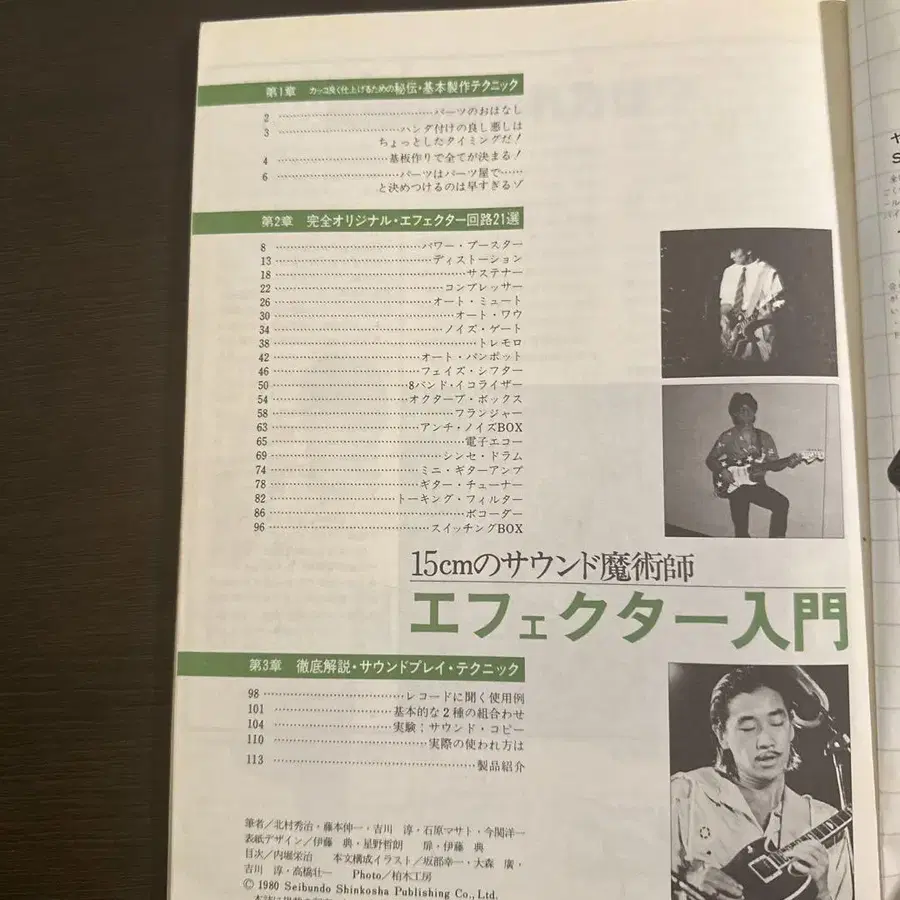 第1章 カッコ良く仕上げるための秘伝・基本製作テクニック
2 ……パーツのおはなし
3 ……ハンダ付けの良し悪しは
ちょっとしたタイミングだ!
4 ……基板作りで全てが決まる!
6 ……パーツはパーツ屋で……
と決めつけるのは早すぎるゾ
第2章 完全オリジナル・エフェクター回路21選
8 ……パワー・ブースター
13 ……ディストーション
18 ……サステナー
22 ……コンプレッサー
26 ……オート・ミュート
30 ……オート・ワウ
34 ……ノイズ・ゲート
38 ……トレモロ
42 ……オート・パンポット
46 ……フェイズ・シフター
50 ……8バンド・イコライザー
54 ……オクターブ・ボックス
58 ……フランジャー
63 ……アンチ・ノイズBOX
65 ……電子エコー
69 ……シンセ・ドラム
74 ……ミニ・ギターアンプ
78 ……ギター・チューナー
82 ……トーキング・フィルター
86 ……ボコーダー
96 ……スイッチングBOX
15cmのサウンド魔術師
エフェクター入門
第3章 徹底解説・サウンドプレイ・テクニック
98 ……レコードに聞く使用例
101 ……基本的な2種の組合わせ
104 ……実験;サウンド・コピー
110 ……実際の使われ方は
113 ……製品紹介
筆者/北村秀治・藤本伸一・吉川 淳・石原マサト・今関洋一
表紙デザイン/伊藤 典・星野哲朗 扉・伊藤 典
目次/内堀栄治 本文構成イラスト/坂部幸一・大森 廣・
吉川 淳・高橋壮一 Photo/柏木工房
© 1980 Seibundo Shinkosha Publishing Co., Ltd.